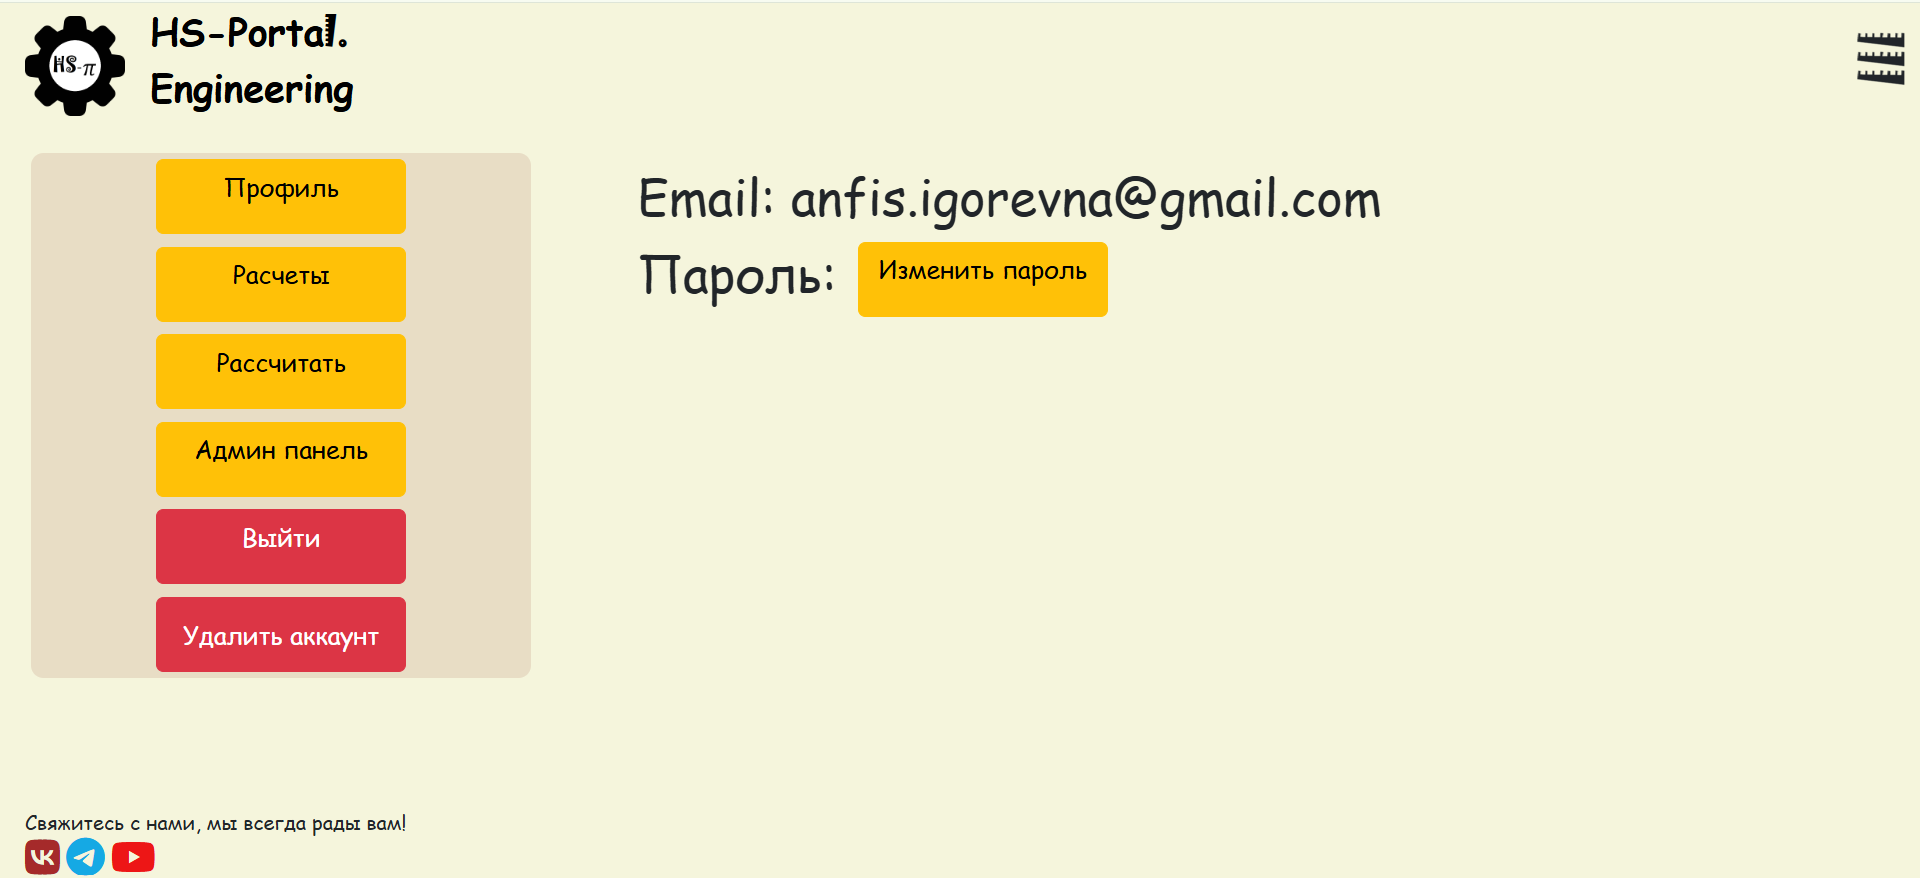 HS-π
HS-Portal.
Engineering
Профиль
Расчеты
Рассчитать
Админ панель
Выйти
Удалить аккаунт
Email: anfis.igorevna@gmail.com
Пароль: Изменить пароль
Свяжитесь с нами, мы всегда рады вам!